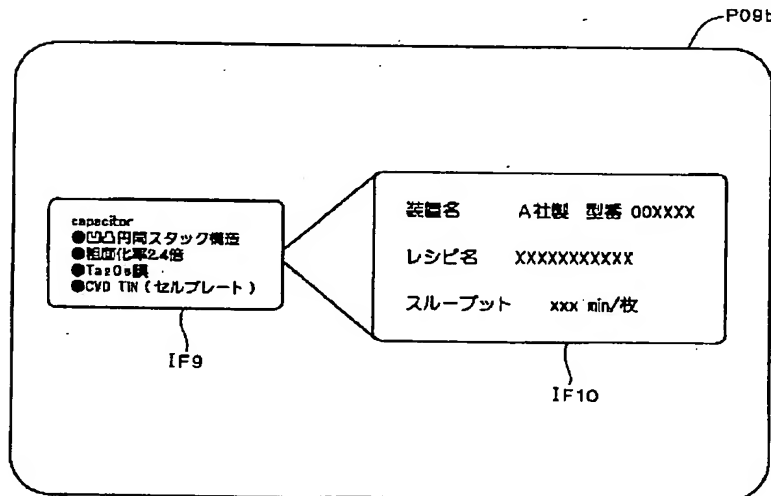 P09b
capacitor
●凹凸円筒スタック構造
●粗面化率2.4倍
●Ta2O5膜
●CVD TiN (セルプレート)
IF9
装置名 A社製 型番 00XXXX
レシピ名 XXXXXXXXXXX
スループット xxx min/枚
IF10